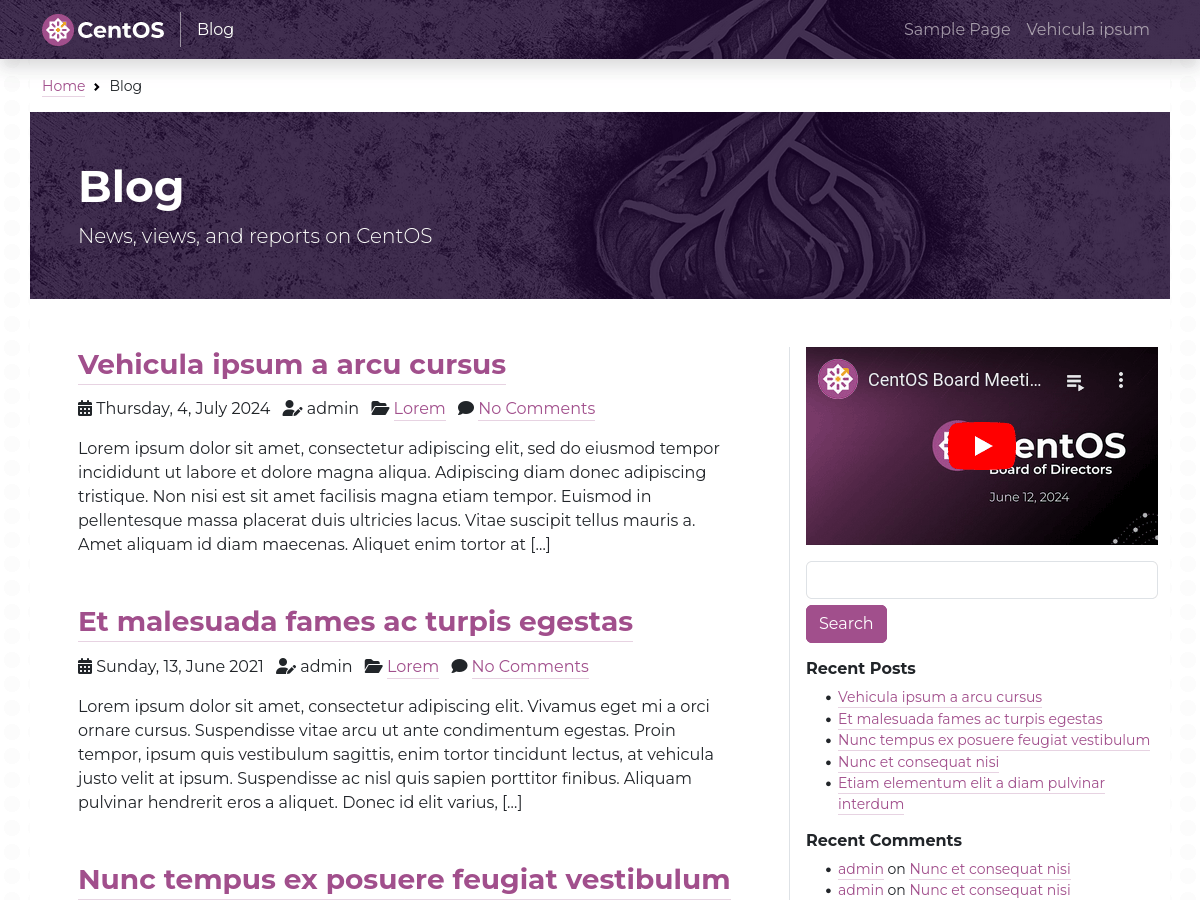 CentOS
Blog
Sample Page
Vehicula ipsum
Home
Blog
Blog
News, views, and reports on CentOS
Vehicula ipsum a arcu cursus
Thursday, 4, July 2024 admin Lorem No Comments
Lorem ipsum dolor sit amet, consectetur adipiscing elit, sed do eiusmod tempor
incididunt ut labore et dolore magna aliqua. Adipiscing diam donec adipiscing
tristique. Non nisi est sit amet facilisis magna etiam tempor. Euismod in
pellentesque massa placerat duis ultricies lacus. Vitae suscipit tellus mauris a.
Amet aliquam id diam maecenas. Aliquet enim tortor at [...]
Et malesuada fames ac turpis egestas
Sunday, 13, June 2021 admin Lorem No Comments
Lorem ipsum dolor sit amet, consectetur adipiscing elit. Vivamus eget mi a orci
ornare cursus. Suspendisse vitae arcu ut ante condimentum egestas. Proin
tempor, ipsum quis vestibulum sagittis, enim tortor tincidunt lectus, at vehicula
justo velit at ipsum. Suspendisse ac nisl quis sapien porttitor finibus. Aliquam
pulvinar hendrerit eros a aliquet. Donec id elit varius, [...]
Nunc tempus ex posuere feugiat vestibulum
CentOS Board Meeti...
entOS
Board of Directors
June 12, 2024
Search
Recent Posts
Vehicula ipsum a arcu cursus
Et malesuada fames ac turpis egestas
Nunc tempus ex posuere feugiat vestibulum
Nunc et consequat nisi
Etiam elementum elit a diam pulvinar
interdum
Recent Comments
admin on Nunc et consequat nisi
admin on Nunc et consequat nisi